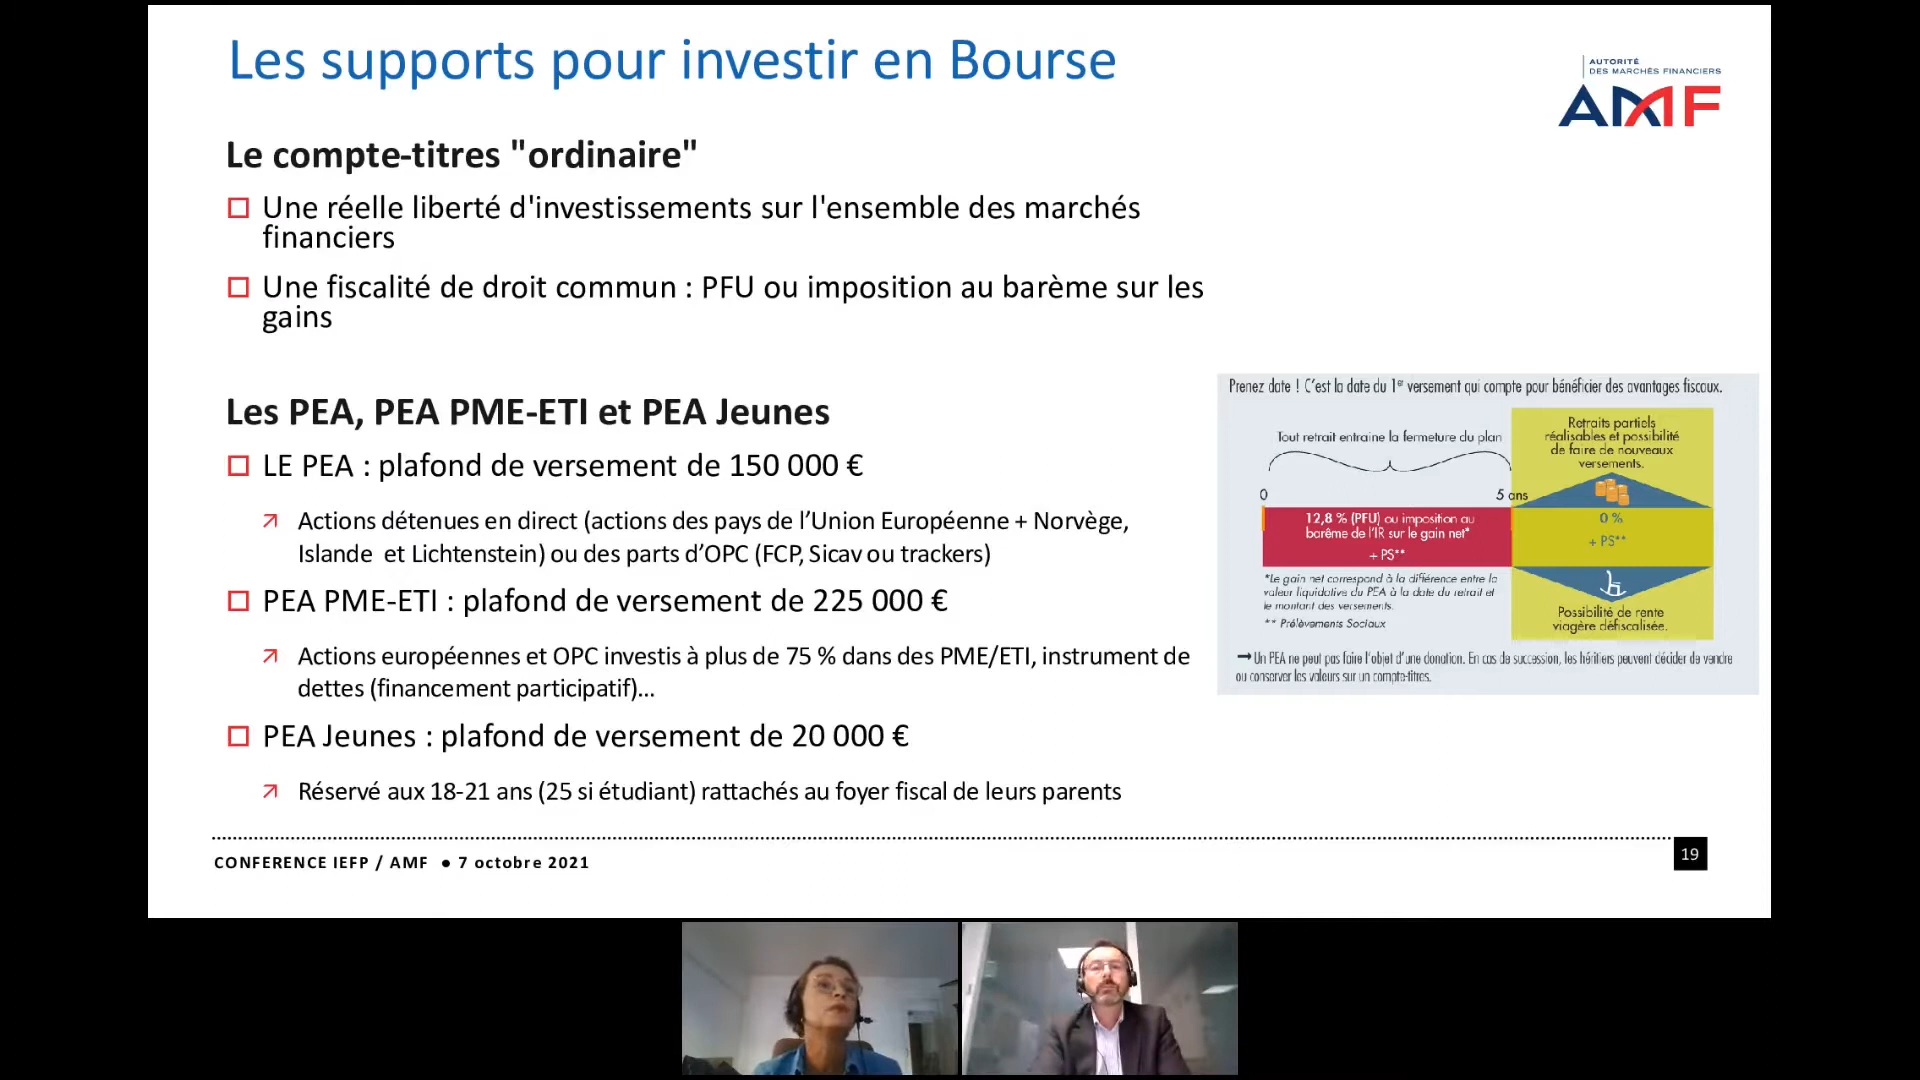 Les supports pour investir en Bourse
AUTORITÉ
DES MARCHÉS FINANCIERS
AMF
Le compte-titres "ordinaire"
Une réelle liberté d'investissements sur l'ensemble des marchés
financiers
Une fiscalité de droit commun : PFU ou imposition au barème sur les
gains
Les PEA, PEA PME-ETI et PEA Jeunes
LE PEA : plafond de versement de 150 000 €
Actions détenues en direct (actions des pays de l’Union Européenne + Norvège,
Islande et Lichtenstein) ou des parts d’OPC (FCP, Sicav ou trackers)
PEA PME-ETI : plafond de versement de 225 000 €
Actions européennes et OPC investis à plus de 75 % dans des PME/ETI, instrument de
dettes (financement participatif)…
PEA Jeunes : plafond de versement de 20 000 €
Réservé aux 18-21 ans (25 si étudiant) rattachés au foyer fiscal de leurs parents
Prenez date ! C’est la date du 1er versement qui compte pour bénéficier des avantages fiscaux.
Tout retrait entraine la fermeture du plan
Retraits partiels
réalisables et possibilité
de faire de nouveaux
versements.
0
5 ans
12,8 % (PFU) ou imposition au
barême de l’IR sur le gain net*
+ PS**
0 %
+ PS**
*Le gain net correspond à la différence entre la
valeur liquidative du PEA à la date du retrait et
le montant des versements.
** Prélèvements Sociaux
Possibilité de rente
viagère défiscalisée.
➞ Un PEA ne peut pas faire l’objet d’une donation. En cas de succession, les héritiers peuvent décider de vendre
ou conserver les valeurs sur un compte-titres.
CONFERENCE IEFP / AMF ● 7 octobre 2021
19